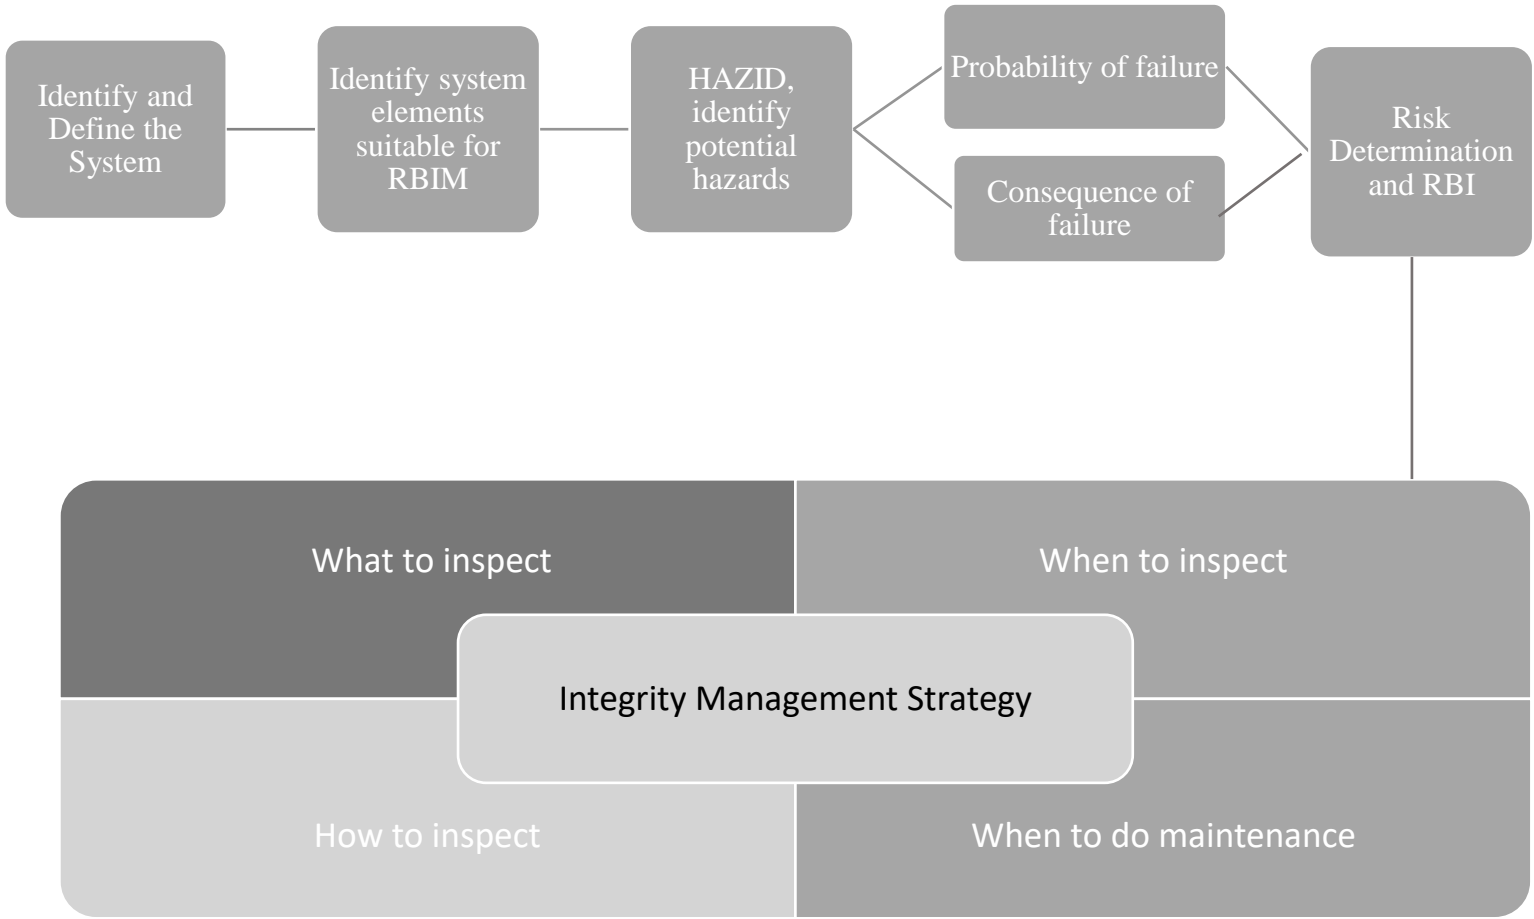 Identify and
Define the
System
Identify system
elements
suitable for
RBIM
HAZID,
identify
potential
hazards
Probability of failure
Consequence of
failure
Risk
Determination
and RBI
What to inspect
When to inspect
Integrity Management Strategy
How to inspect
When to do maintenance